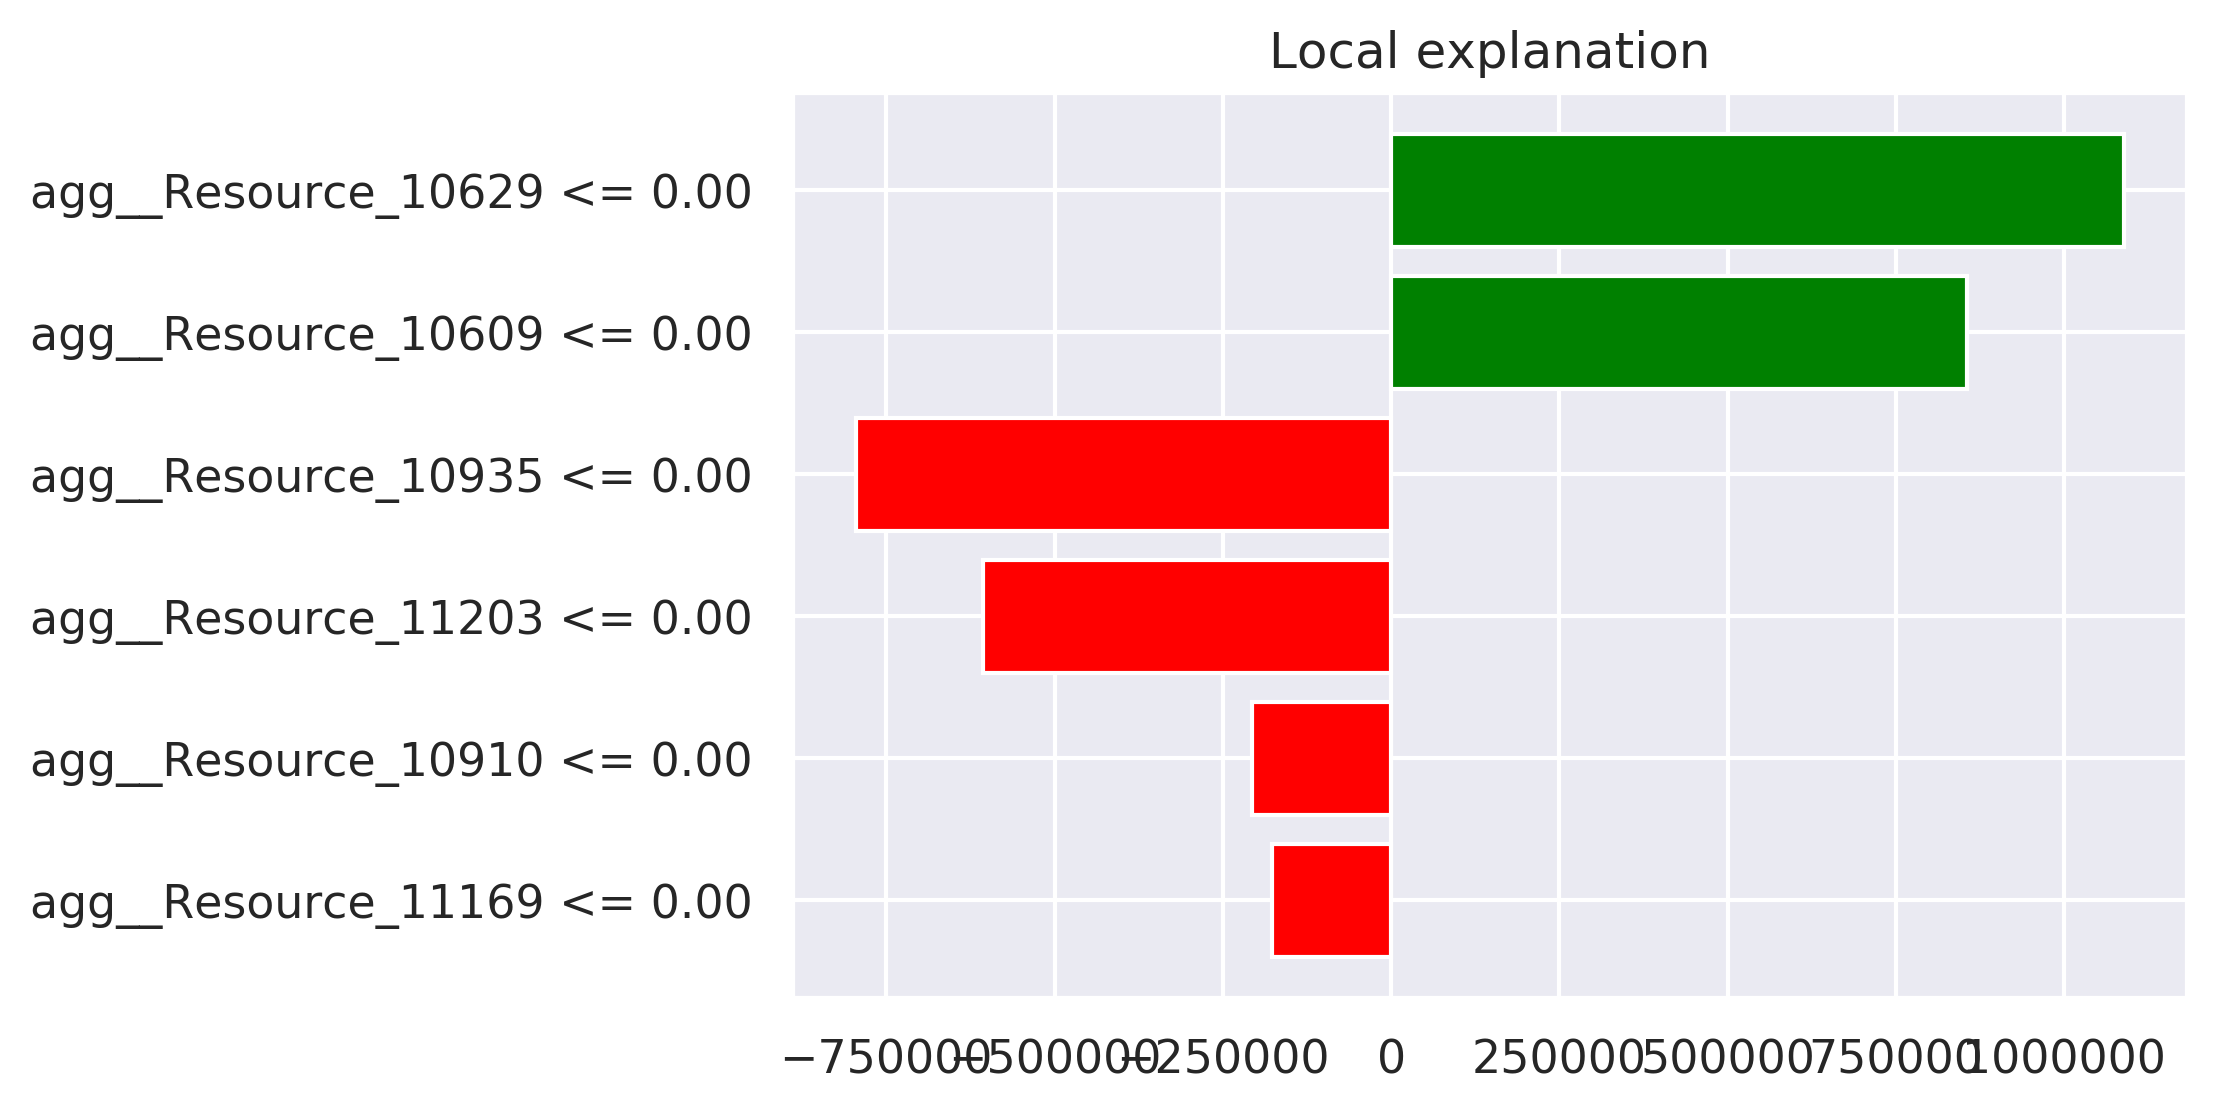 Local explanation
agg__Resource_10629 <= 0.00
agg__Resource_10609 <= 0.00
agg__Resource_10935 <= 0.00
agg__Resource_11203 <= 0.00
agg__Resource_10910 <= 0.00
agg__Resource_11169 <= 0.00
−750000 −500000 −250000 0 250000 500000 750000 1000000